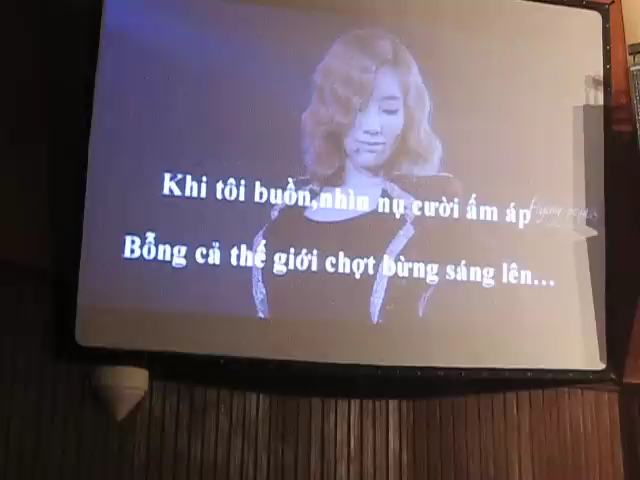 Khi tôi buồn,nhìn nụ cười ấm áp
Bỗng cả thế giới chợt bừng sáng lên...